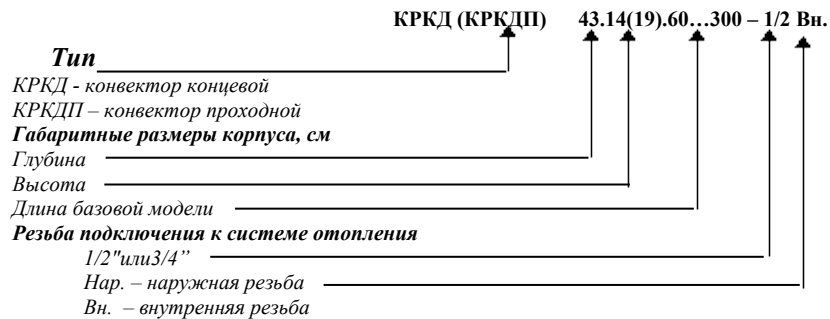 КРКД (КРКДП) 43.14(19).60…300 – 1/2 Вн.
Тип
КРКД - конвектор концевой
КРКДП – конвектор проходной
Габаритные размеры корпуса, см
Глубина
Высота
Длина базовой модели
Резьба подключения к системе отопления
1/2"или3/4”
Нар. – наружная резьба
Вн. – внутренняя резьба